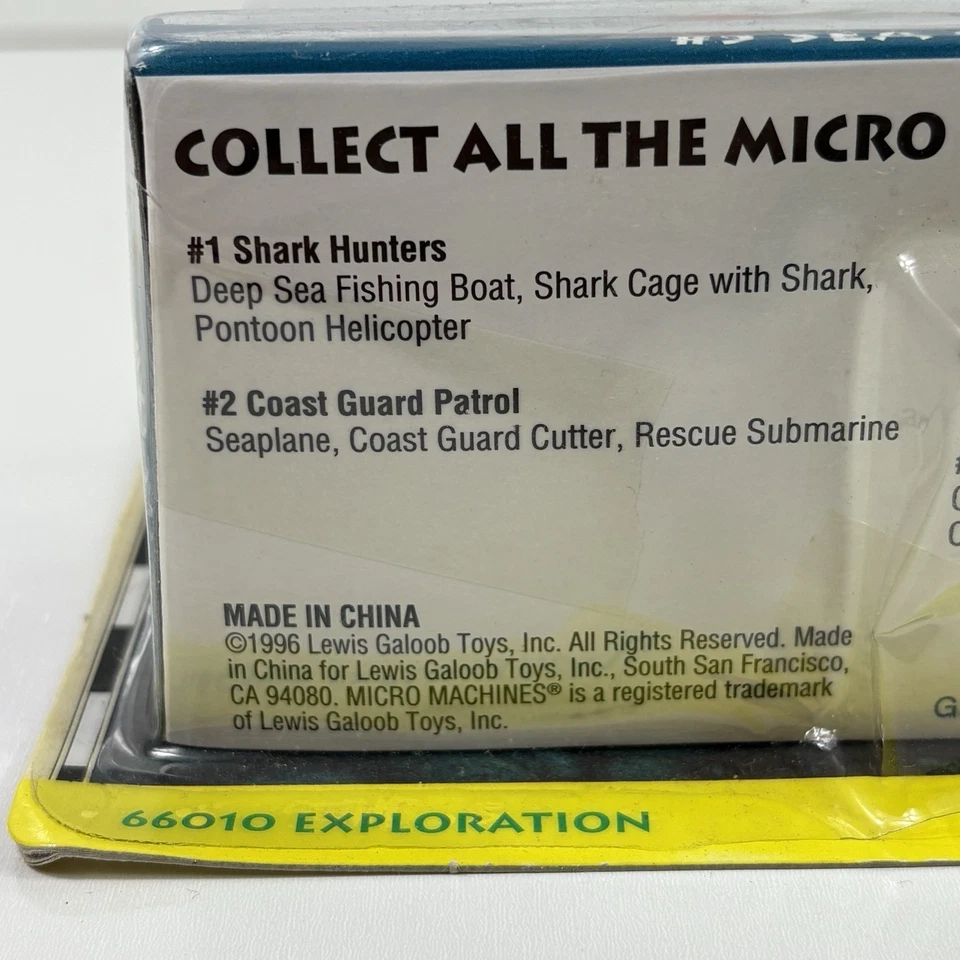 COLLECT ALL THE MICRO
#1 Shark Hunters
Deep Sea Fishing Boat, Shark Cage with Shark,
Pontoon Helicopter
#2 Coast Guard Patrol
Seaplane, Coast Guard Cutter, Rescue Submarine
MADE IN CHINA
©1996 Lewis Galoob Toys, Inc. All Rights Reserved. Made
in China for Lewis Galoob Toys, Inc., South San Francisco,
CA 94080. MICRO MACHINES® is a registered trademark
of Lewis Galoob Toys, Inc.
66010 EXPLORATION